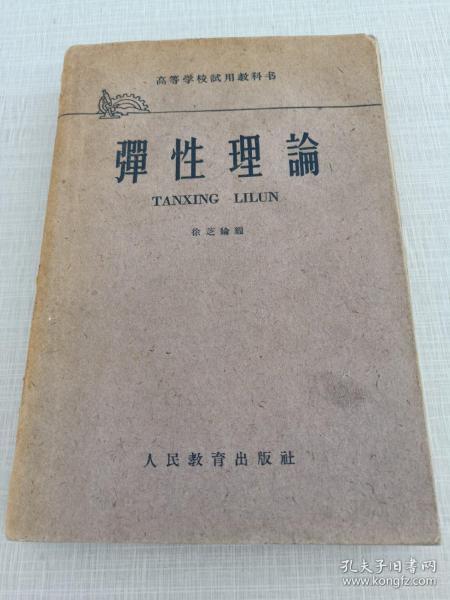 高等学校試用教科书
彈性理論
TANXING LILUN
徐芝綸編
人民教育出版社
孔夫子旧书网
www.kongfz.com